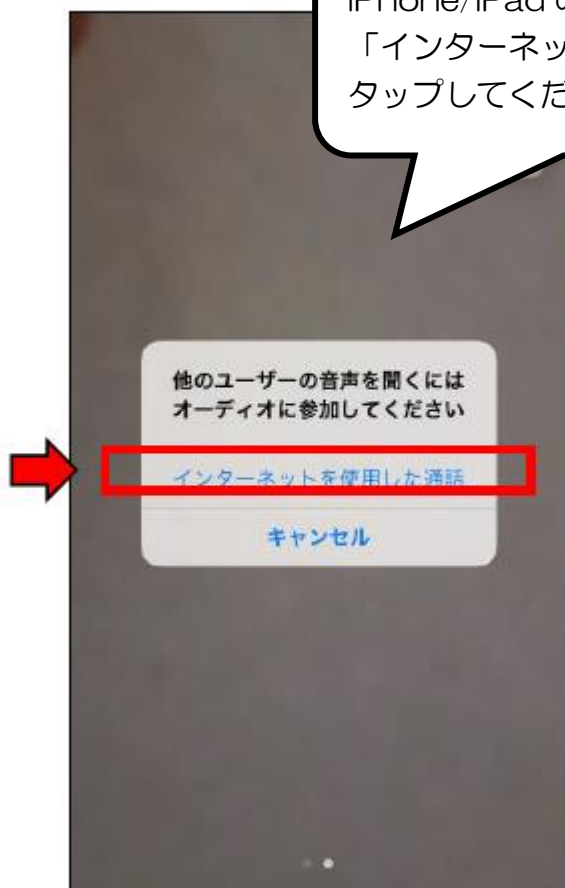 iPhone/iPad の
「インターネッ
タップしてくだ
他のユーザーの音声を聞くには
オーディオに参加してください
インターネットを使用した通話
キャンセル